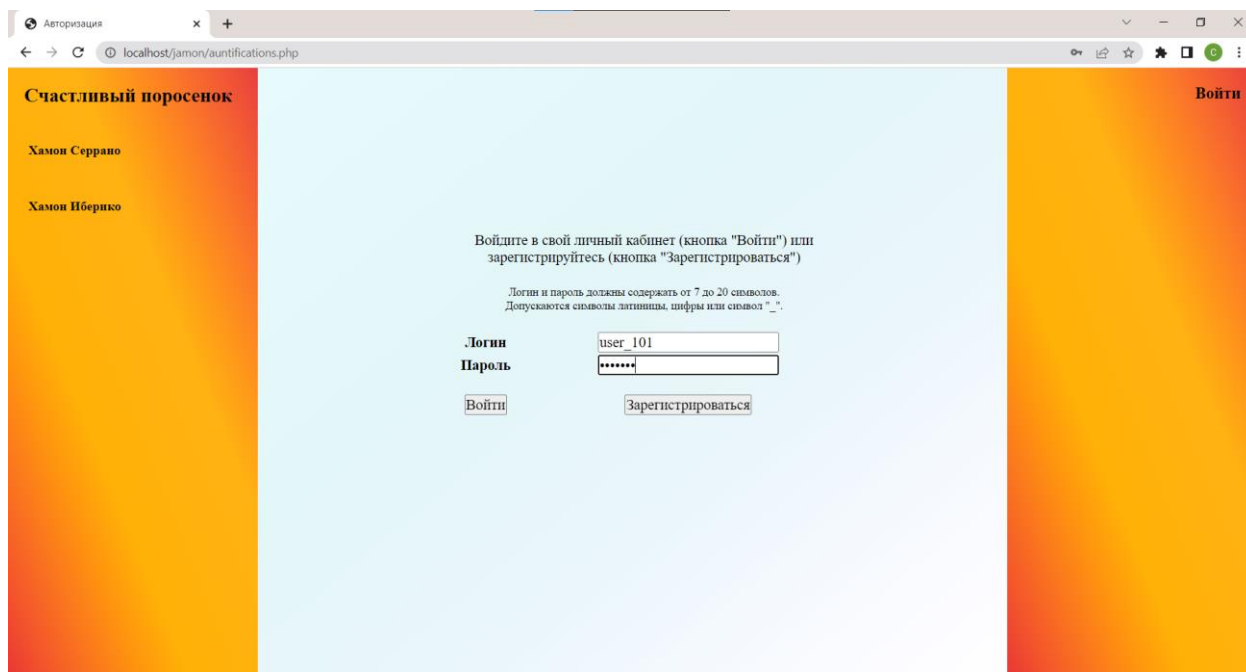 Авторизация
localhost/jamon/auntifications.php
C
Счастливый поросенок
Войти
Хамон Серрано
Хамон Иберико
Войдите в свой личный кабинет (кнопка "Войти") или
зарегистрируйтесь (кнопка "Зарегистрироваться")
Логин и пароль должны содержать от 7 до 20 символов.
Допускаются символы латиницы, цифры или символ "_".
Логин user_101
Пароль •••••••
Войти Зарегистрироваться